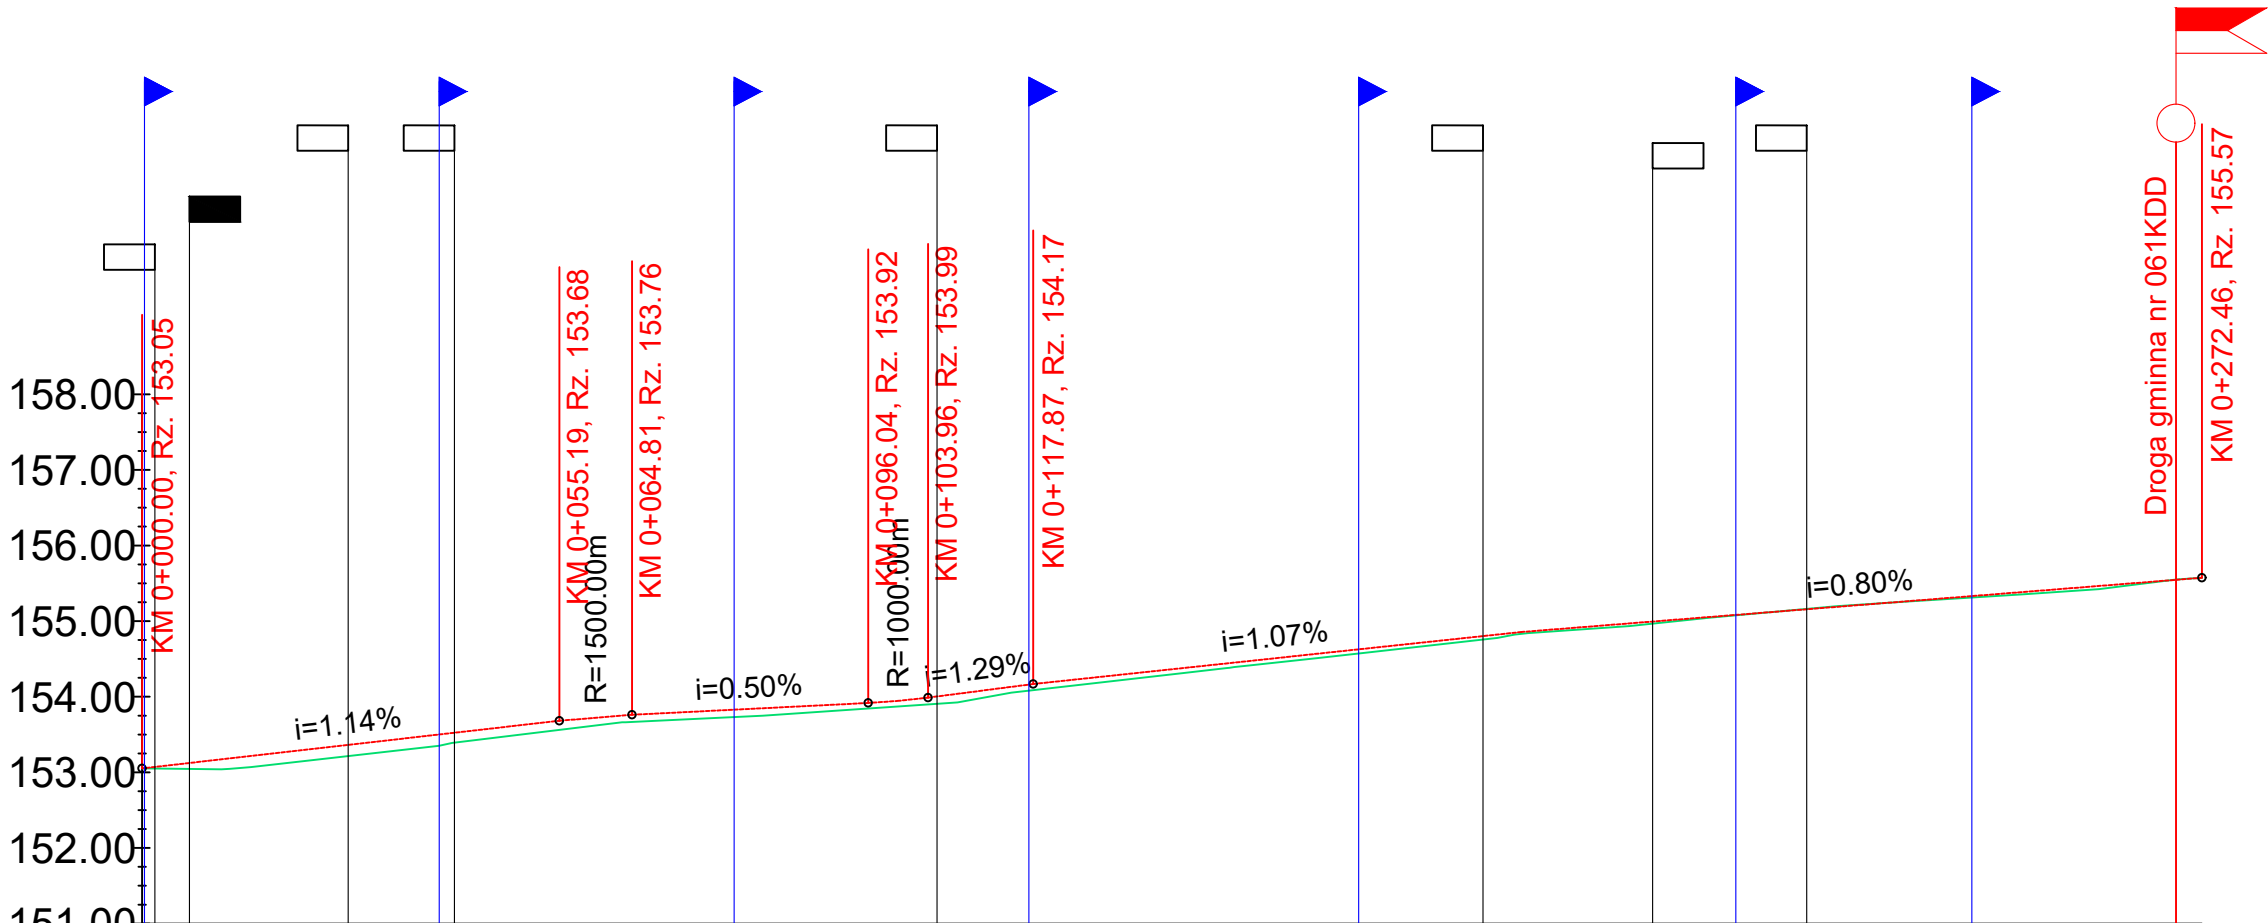 158.00
157.00
156.00
155.00
154.00
153.00
152.00
151.00
KM 0+000.00, Rz. 153.05
i=1.14%
KM 0+055.19, Rz. 153.68
R=1500.00m
KM 0+064.81, Rz. 153.76
i=0.50%
KM 0+096.04, Rz. 153.92
R=1000.00m
KM 0+103.96, Rz. 153.99
i=1.29%
KM 0+117.87, Rz. 154.17
i=1.07%
i=0.80%
Droga gminna nr 061KDD
KM 0+272.46, Rz. 155.57